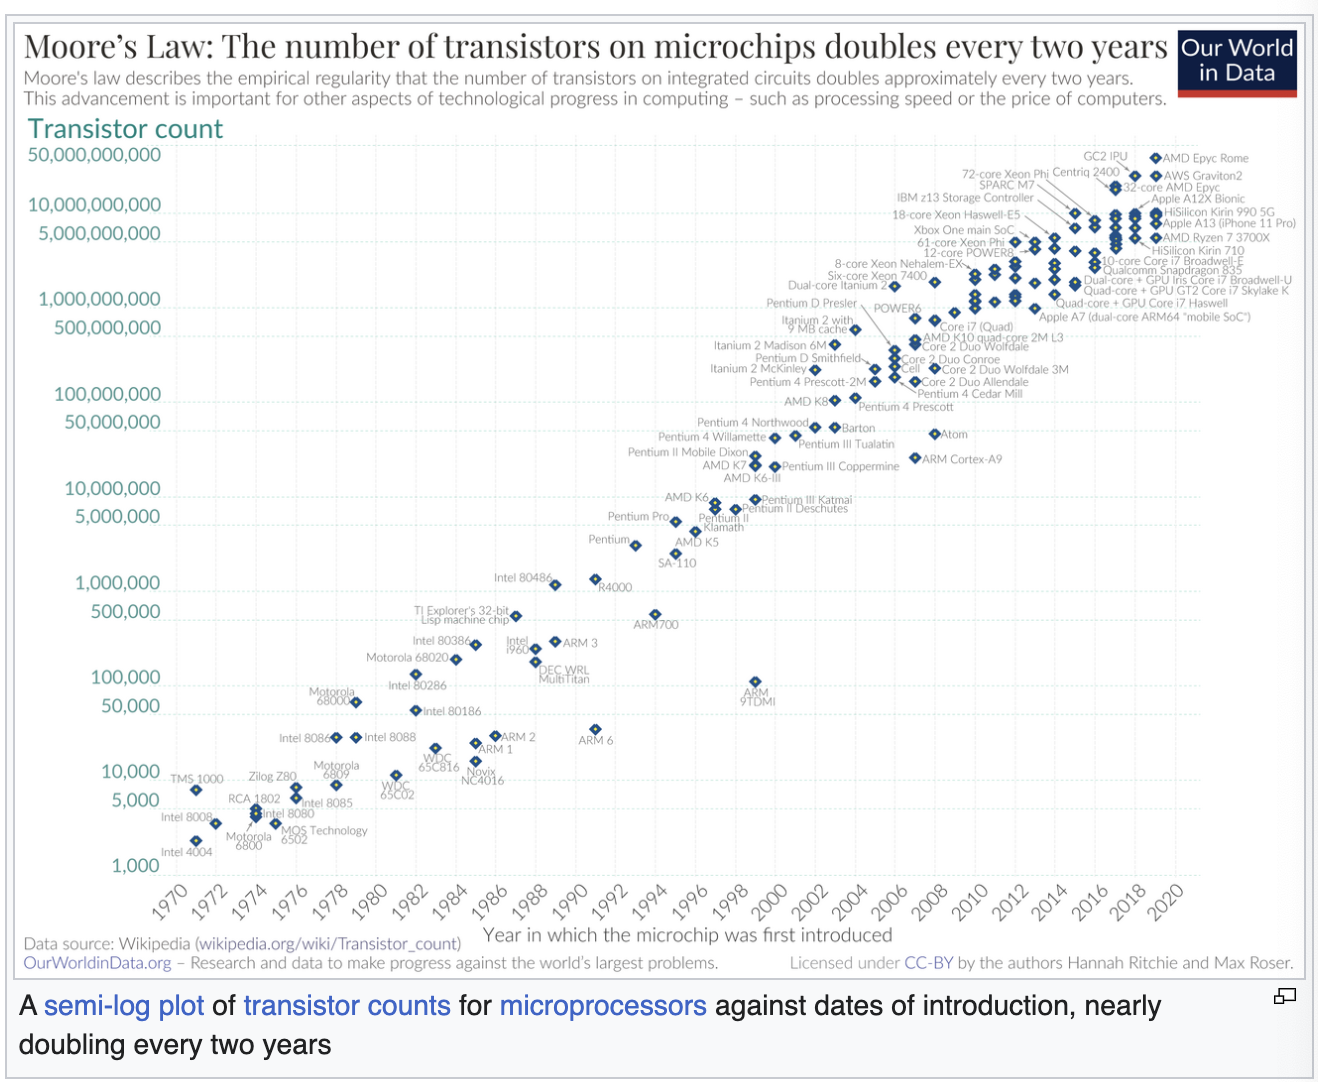 Moore's Law: The number of transistors on microchips doubles every two years
Our World
in Data
Moore's law describes the empirical regularity that the number of transistors on integrated circuits doubles approximately every two years.
This advancement is important for other aspects of technological progress in computing – such as processing speed or the price of computers.
Transistor count
50,000,000,000
10,000,000,000
5,000,000,000
1,000,000,000
500,000,000
100,000,000
50,000,000
10,000,000
5,000,000
1,000,000
500,000
100,000
50,000
10,000
5,000
1,000
GC2 IPU
AMD Epyc Rome
72-core Xeon Phi
Centriq 2400
AWS Graviton2
SPARC M7
32-core AMD Epyc
IBM z13 Storage Controller
Apple A12X Bionic
18-core Xeon Haswell-E5
HiSilicon Kirin 990 5G
Apple A13 (iPhone 11 Pro)
Xbox One main SoC
61-core Xeon Phi
AMD Ryzen 7 3700X
12-core POWER8
HiSilicon Kirin 710
8-core Xeon Nehalem-EX
10-core Core i7 Broadwell-E
Six-core Xeon 7400
Qualcomm Snapdragon 835
Dual-core Itanium 2
Dual-core + GPU Iris Core i7 Broadwell-U
Quad-core + GPU GT2 Core i7 Skylake K
Pentium D Presler
POWER6
Quad-core + GPU Core i7 Haswell
Itanium 2 with
9 MB cache
Apple A7 (dual-core ARM64 "mobile SoC")
Core i7 (Quad)
AMD K10 quad-core 2M L3
Itanium 2 Madison 6M
Core 2 Duo Wolfdale
Pentium D Smithfield
Core 2 Duo Conroe
Itanium 2 McKinley
Cell
Core 2 Duo Wolfdale 3M
Pentium 4 Prescott-2M
Core 2 Duo Allendale
Pentium 4 Cedar Mill
AMD K8
Pentium 4 Prescott
Pentium 4 Northwood
Barton
Pentium 4 Willamette
Pentium III Tualatin
Atom
Pentium II Mobile Dixon
ARM Cortex-A9
AMD K7
Pentium III Coppermine
AMD K6-III
AMD K6
Pentium III Katmai
Pentium II Deschutes
Pentium Pro
Pentium II
Klamath
Pentium
AMD K5
SA-110
Intel 80486
R4000
TI Explorer's 32-bit
Lisp machine chip
ARM700
Intel 80386
Intel
i960
ARM 3
Motorola 68020
DEC WRL
MultiTitan
Intel 80286
ARM
9TDMI
Motorola
68000
Intel 80186
Intel 8086
Intel 8088
ARM 2
ARM 6
ARM 1
WDC
65C816
Novix
NC4016
Motorola
6809
TMS 1000
Zilog Z80
WDC
65C02
RCA 1802
Intel 8085
Intel 8008
Intel 8080
Motorola
6800
MOS Technology
6502
Intel 4004
1970 1972 1974 1976 1978 1980 1982 1984 1986 1988 1990 1992 1994 1996 1998 2000 2002 2004 2006 2008 2010 2012 2014 2016 2018 2020
Year in which the microchip was first introduced
Data source: Wikipedia (wikipedia.org/wiki/Transistor_count)
OurWorldinData.org – Research and data to make progress against the world's largest problems.
Licensed under CC-BY by the authors Hannah Ritchie and Max Roser.
A semi-log plot of transistor counts for microprocessors against dates of introduction, nearly
doubling every two years